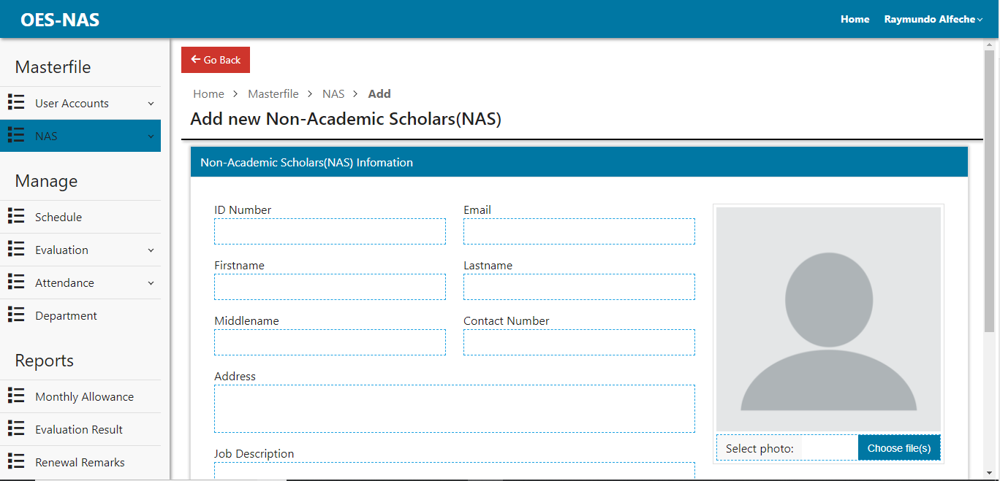 OES-NAS
Home Raymundo Alfeche
Masterfile
User Accounts
NAS
Manage
Schedule
Evaluation
Attendance
Department
Reports
Monthly Allowance
Evaluation Result
Renewal Remarks
Go Back
Home > Masterfile > NAS > Add
Add new Non-Academic Scholars(NAS)
Non-Academic Scholars(NAS) Infomation
ID Number Email
Firstname Lastname
Middlename Contact Number
Address
Job Description
Select photo: Choose file(s)